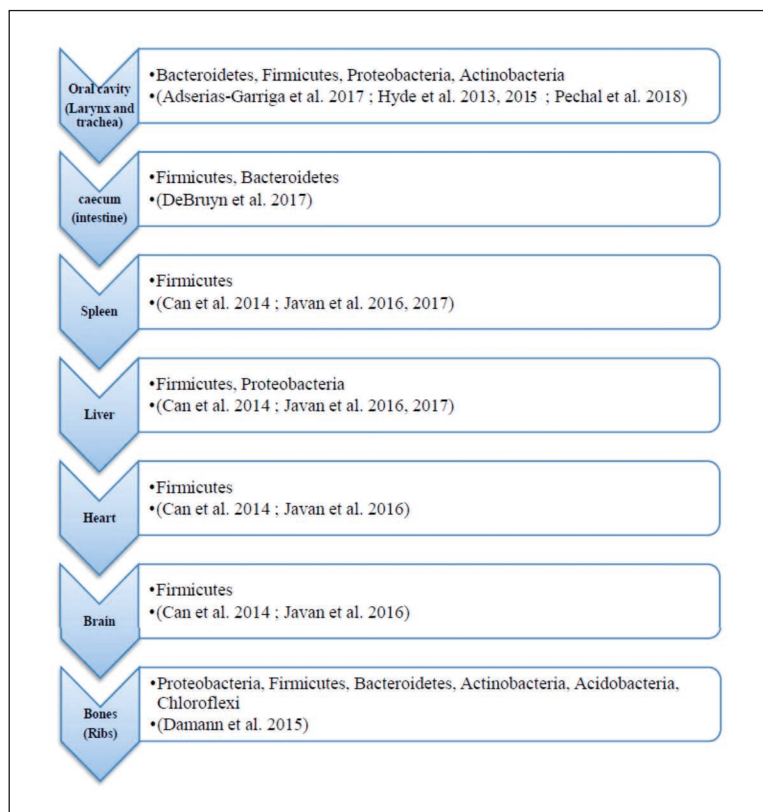 Oral cavity
(Larynx and
trachea)
•Bacteroidetes, Firmicutes, Proteobacteria, Actinobacteria
•(Adserias-Garriga et al. 2017 ; Hyde et al. 2013, 2015 ; Pechal et al. 2018)
caecum
(intestine)
•Firmicutes, Bacteroidetes
•(DeBruyn et al. 2017)
Spleen
•Firmicutes
•(Can et al. 2014 ; Javan et al. 2016, 2017)
Liver
•Firmicutes, Proteobacteria
•(Can et al. 2014 ; Javan et al. 2016, 2017)
Heart
•Firmicutes
•(Can et al. 2014 ; Javan et al. 2016)
Brain
•Firmicutes
•(Can et al. 2014 ; Javan et al. 2016)
Bones
(Ribs)
•Proteobacteria, Firmicutes, Bacteroidetes, Actinobacteria, Acidobacteria,
Chloroflexi
•(Damann et al. 2015)